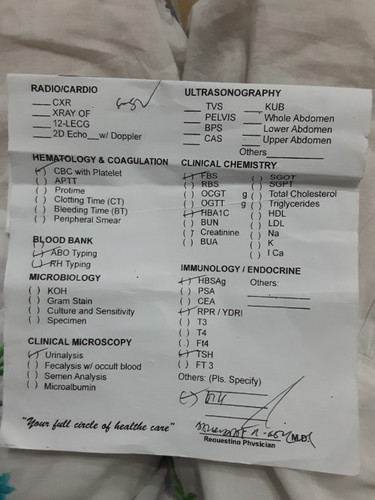 RADIO/CARDIO
___ CXR
___ XRAY OF
___ 12-LECG
___ 2D Echo__w/ Doppler
HEMATOLOGY & COAGULATION
(✓) CBC with Platelet
( ) APTT
( ) Protime
( ) Clotting Time (CT)
( ) Bleeding Time (BT)
( ) Peripheral Smear
BLOOD BANK
(✓) ABO Typing
(✓) RH Typing
MICROBIOLOGY
( ) KOH
( ) Gram Stain
( ) Culture and Sensitivity
( ) Specimen
CLINICAL MICROSCOPY
(✓) Urinalysis
( ) Fecalysis w/ occult blood
( ) Semen Analysis
( ) Microalbumin
"Your full circle of healthe care"
ULTRASONOGRAPHY
___ TVS ___ KUB
___ PELVIS ___ Whole Abdomen
___ BPS ___ Lower Abdomen
___ CAS ___ Upper Abdomen
Others
CLINICAL CHEMISTRY
(✓) FBS ( ) SGOT
( ) RBS ( ) SGPT
( ) OCGT g ( ) Total Cholesterol
( ) OGTT g ( ) Triglycerides
(✓) HBA1C ( ) HDL
( ) BUN ( ) LDL
( ) Creatinine ( ) Na
( ) BUA ( ) K
( ) I Ca
IMMUNOLOGY / ENDOCRINE
(✓) HBSAg Others:
( ) PSA
( ) CEA
(✓) RPR / YDRI
( ) T3
( ) T4
( ) Ft4
(✓) TSH
( ) FT 3
Others: (Pls. Specify)
M.D.
Requesting Physician